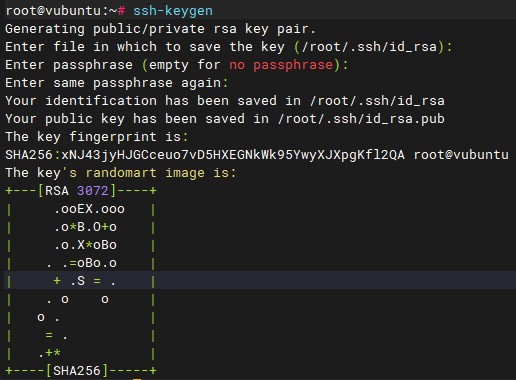 root@vubuntu:~# ssh-keygen
Generating public/private rsa key pair.
Enter file in which to save the key (/root/.ssh/id_rsa):
Enter passphrase (empty for no passphrase):
Enter same passphrase again:
Your identification has been saved in /root/.ssh/id_rsa
Your public key has been saved in /root/.ssh/id_rsa.pub
The key fingerprint is:
SHA256:xNJ43jyHJGCceuo7vD5HXEGNkWk95YwyXJXpgKfl2QA root@vubuntu
The key's randomart image is:
+---[RSA 3072]----+
|     .ooEX.ooo   |
|     .o*B.O+o    |
|     .o.X*oBo    |
|    . .=oBo.o    |
|     + .S = .    |
|    . o    o     |
|   o .           |
|    = .          |
|   .+*           |
+----[SHA256]-----+